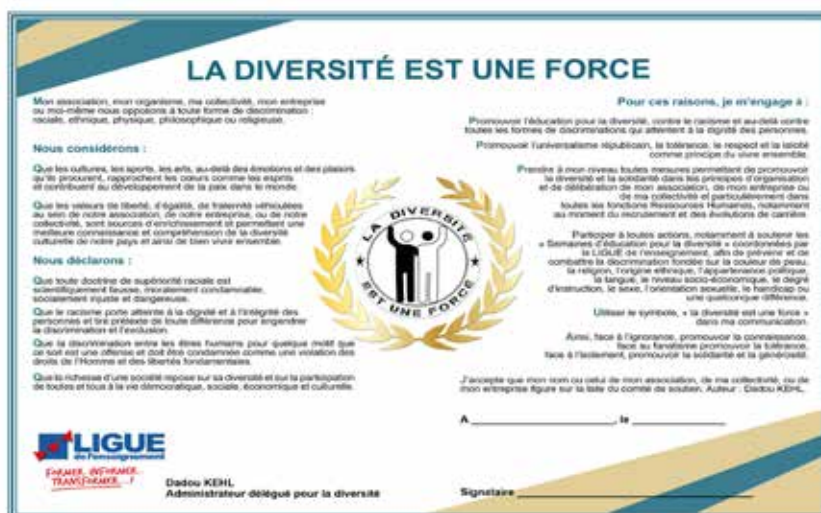 LA DIVERSITÉ EST UNE FORCE
Mon association, mon organisme, ma collectivité, mon entreprise
ou moi-même nous opposons à toute forme de discrimination :
raciale, ethnique, physique, philosophique ou religieuse.
Nous considérons :
Que les cultures, les sports, les arts, au-delà des émotions et des plaisirs
qu'ils procurent, rapprochent les cœurs comme les esprits
et contribuent au développement de la paix dans le monde
Que les valeurs de liberté, d'égalité, de fraternité véhiculées
au sein de notre association, de notre entreprise, ou de notre
collectivité, sont sources d'enrichissement et permettent une
meilleure connaissance et compréhension de la diversité
culturelle de notre pays et ainsi de bien vivre ensemble.
Nous déclarons :
Que toute doctrine de supériorité raciale est
scientifiquement fausse, moralement condamnable,
socialement injuste et dangereuse.
Que le racisme porte atteinte à la dignité et à l'intégrité des
personnes et tire prétexte de toute différence pour engendrer
la discrimination et l'exclusion.
Que la discrimination entre les êtres humains pour quelque motif que
ce soit est une offense et doit être condamnée comme une violation des
droits de l'Homme et des libertés fondamentales.
Que la richesse d'une société repose sur sa diversité et sur la participation
de toutes et tous à la vie démocratique, sociale, économique et culturelle.
LIGUE
de l'enseignement
FORMER, INFORMER...
TRANSFORMER...!
Dadou KEHL
Administrateur délégué pour la diversité
LA DIVERSITÉ
EST UNE FORCE
Pour ces raisons, je m'engage à :
Promouvoir l'éducation pour la diversité, contre le racisme et au-delà contre
toutes les formes de discriminations qui attentent à la dignité des personnes.
Promouvoir l'universalisme républicain, la tolérance, le respect et la laïcité
comme principe du vivre ensemble.
Prendre à mon niveau toutes mesures permettant de promouvoir
la diversité et la solidarité dans les principes d'organisation
et de délibération de mon association, de mon entreprise ou
de ma collectivité et particulièrement dans
toutes les fonctions Ressources Humaines, notamment
au moment du recrutement et des évolutions de carrière.
Participer à toutes actions, notamment à soutenir les
« Semaines d'éducation pour la diversité » coordonnées par
la LIGUE de l'enseignement, afin de prévenir et de
combattre la discrimination fondée sur la couleur de peau,
la religion, l'origine ethnique, l'appartenance politique,
la langue, le niveau socio-économique, le degré
d'instruction, le sexe, l'orientation sexuelle, le handicap ou
une quelconque différence.
Utiliser le symbole, « la diversité est une force »
dans ma communication.
Ainsi, face à l'ignorance, promouvoir la connaissance,
face au fanatisme promouvoir la tolérance,
face à l'isolement, promouvoir la solidarité et la générosité.
J'accepte que mon nom ou celui de mon association, de ma collectivité, ou de
mon entreprise figure sur la liste du comité de soutien. Auteur : Dadou KEHL.
A ____________________, le ____________
Signataire ______________________________